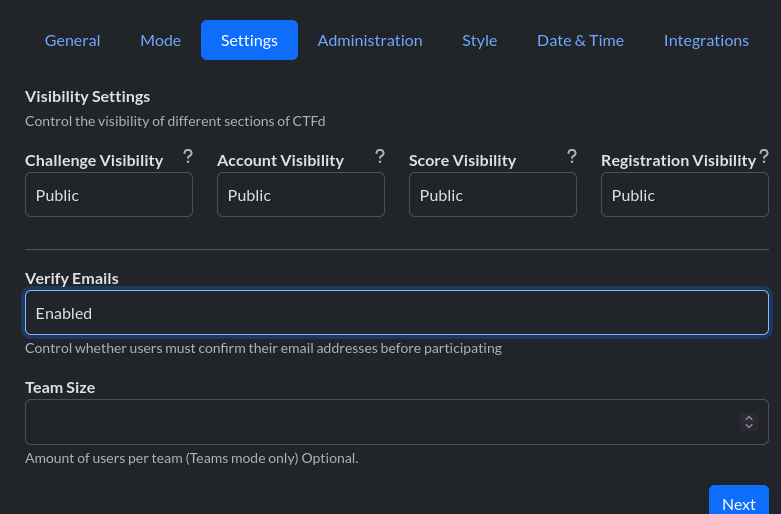 General Mode Settings Administration Style Date & Time Integrations
Visibility Settings
Control the visibility of different sections of CTFd
Challenge Visibility ? Account Visibility ? Score Visibility ? Registration Visibility ?
Public Public Public Public
Verify Emails
Enabled
Control whether users must confirm their email addresses before participating
Team Size
Amount of users per team (Teams mode only) Optional.
Next